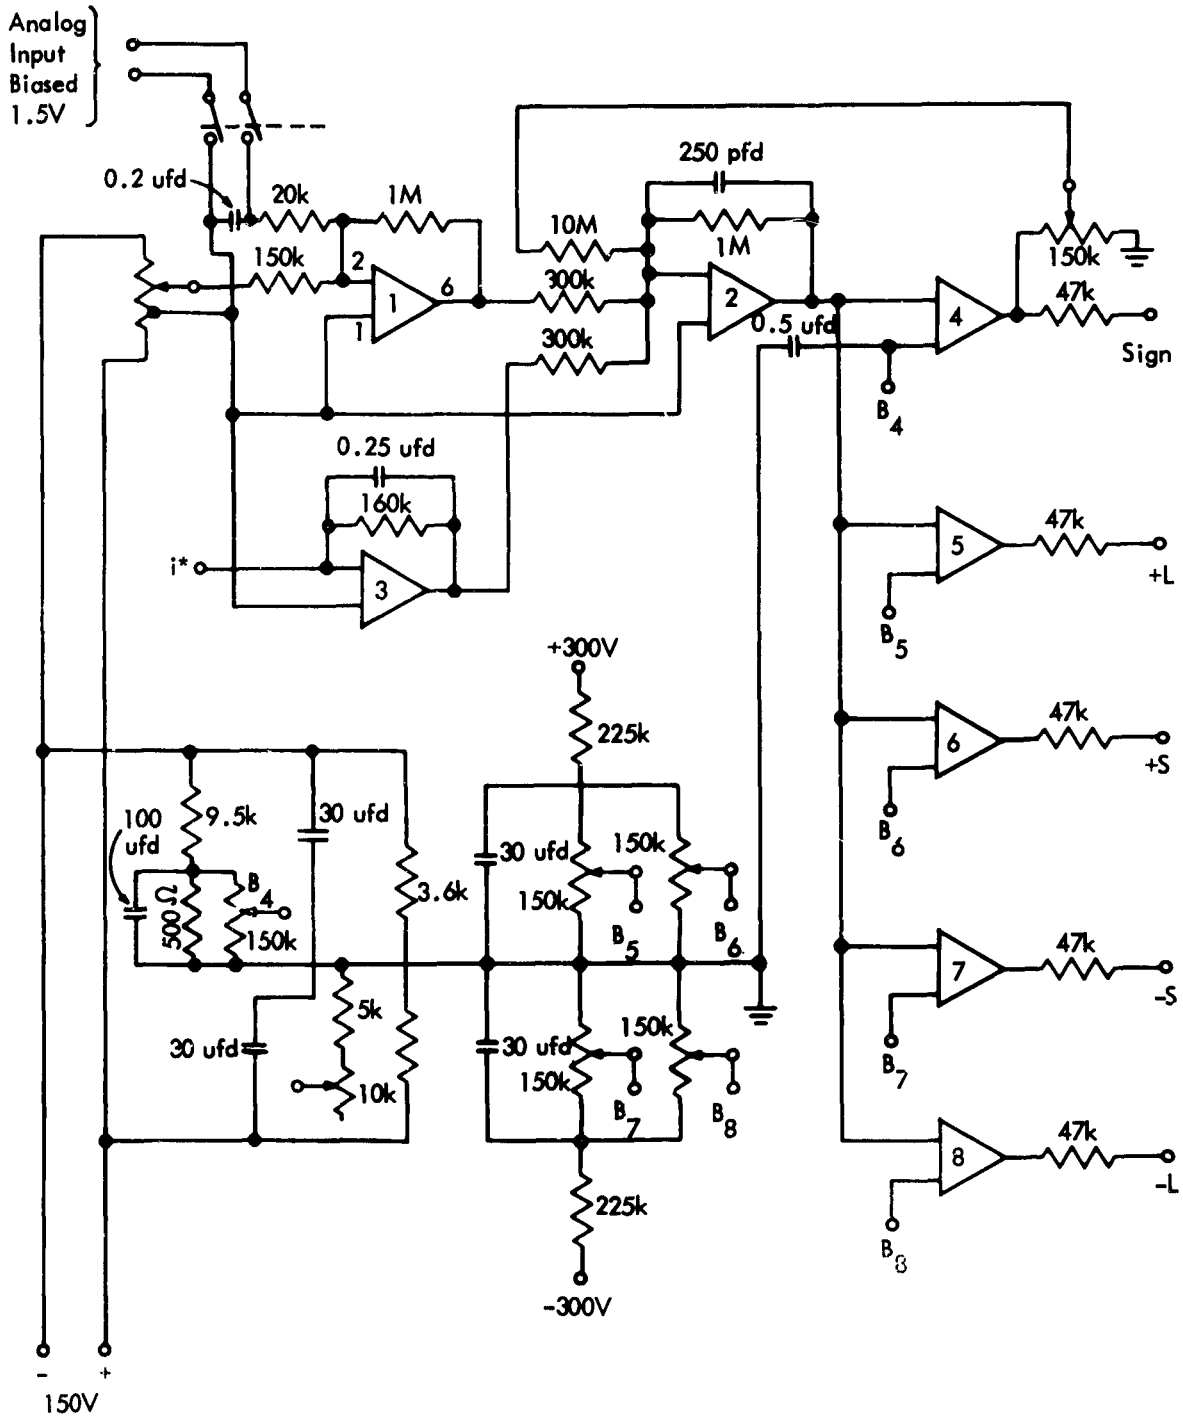 Analog
Input
Biased
1.5V
0.2 ufd
20k
1M
250 pfd
10M
1M
150k
150k
2
1
6
1
300k
2
300k
0.5 ufd
4
47k
Sign
B4
0.25 ufd
160k
i*
3
5
47k
+L
B5
+300V
225k
6
47k
+S
B6
100
ufd
9.5k
30 ufd
30 ufd
150k
150k
3.6k
500 Ω
B4
150k
B5
B6
7
47k
-S
B7
5k
30 ufd
10k
30 ufd
150k
150k
B7
B8
8
47k
-L
B8
225k
-300V
-
+
150V